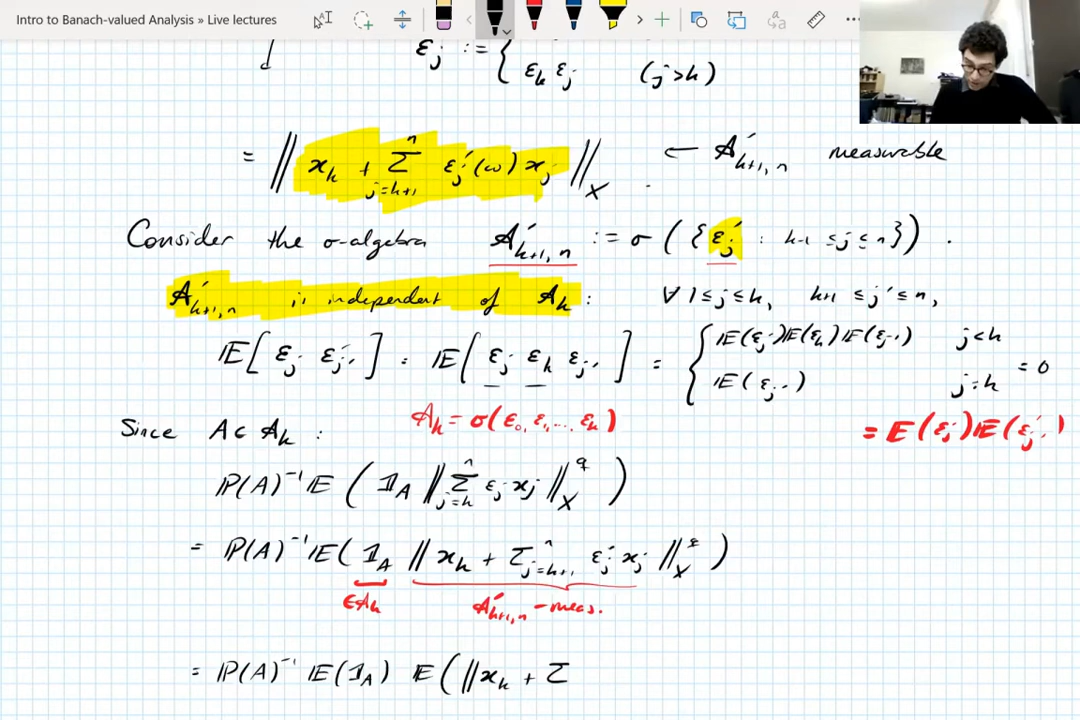 Intro to Banach-valued Analysis » Live lectures
ε'_j := { ε_k ε_j (j>k)
= ‖ x_k + Σ_{j=k+1}^n ε'_j(ω) x_j ‖_X . ← 𝒜'_{k+1,n} measurable
Consider the σ-algebra 𝒜'_{k+1,n} := σ({ε'_j : k+1 ≤ j ≤ n}) .
𝒜'_{k+1,n} is independent of 𝒜_k : ∀ 1≤j≤k, k+1 ≤ j' ≤ n,
𝔼[ε_j ε'_{j'}] = 𝔼[ε_j ε_k ε_{j'}] = { 𝔼(ε_j)𝔼(ε_k)𝔼(ε_{j'}) j<k
𝔼(ε_{j'}) j=k = 0
Since A ∈ 𝒜_k : 𝒜_k = σ(ε_0, ε_1, ..., ε_k) = 𝔼(ε_j)𝔼(ε'_{j'})
ℙ(A)^{-1} 𝔼( 𝟙_A ‖ Σ_{j=k}^n ε_j x_j ‖_X^q )
= ℙ(A)^{-1} 𝔼( 𝟙_A ‖ x_k + Σ_{j=k+1}^n ε'_j x_j ‖_X^q )
∈𝒜_k 𝒜'_{k+1,n}-meas.
= ℙ(A)^{-1} 𝔼(𝟙_A) 𝔼(‖x_k + Σ